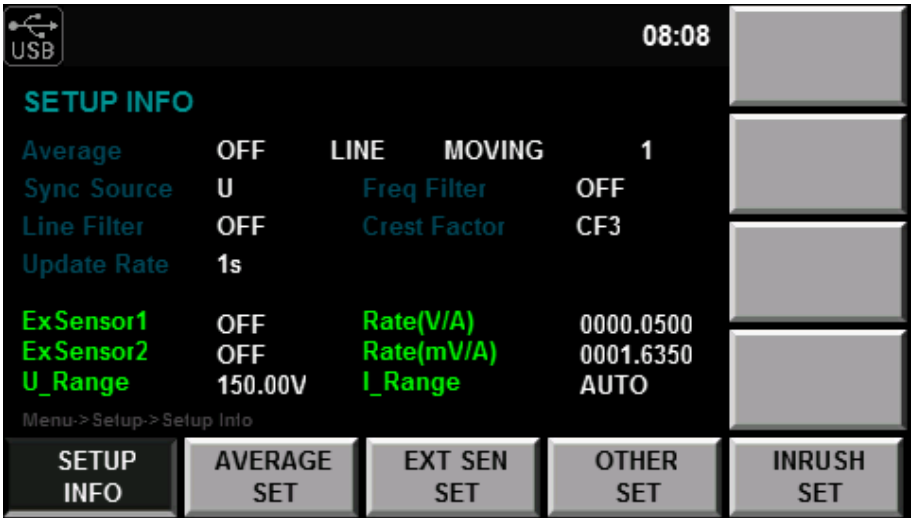 USB
08:08
SETUP INFO
Average OFF LINE MOVING 1
Sync Source U Freq Filter OFF
Line Filter OFF Crest Factor CF3
Update Rate 1s
ExSensor1 OFF Rate(V/A) 0000.0500
ExSensor2 OFF Rate(mV/A) 0001.6350
U_Range 150.00V I_Range AUTO
Menu->Setup->Setup Info
SETUP INFO
AVERAGE SET
EXT SEN SET
OTHER SET
INRUSH SET